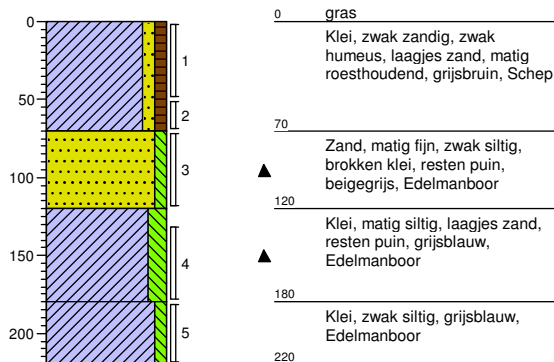 0
50
100
150
200
1
2
3
4
5
0
gras
Klei, zwak zandig, zwak
humeus, laagjes zand, matig
roesthoudend, grijsbruin, Schep
70
Zand, matig fijn, zwak siltig,
brokken klei, resten puin,
beigegrijs, Edelmanboor
120
Klei, matig siltig, laagjes zand,
resten puin, grijsblauw,
Edelmanboor
180
Klei, zwak siltig, grijsblauw,
Edelmanboor
220